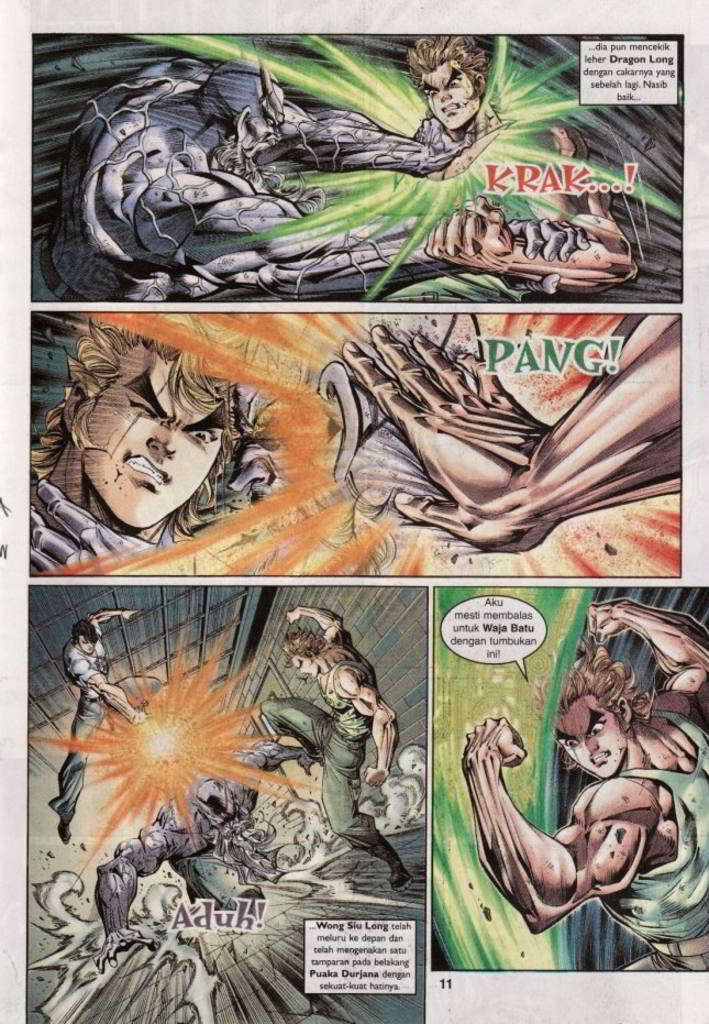 ...dia pun mencekik
leher Dragon Long
dengan cakarnya yang
sebelah lagi. Nasib
baik...
KRAK...!
PANG!
Aku
mesti membalas
untuk Waja Batu
dengan tumbukan
ini!
Aduh!
...Wong Siu Long telah
meluru ke depan dan
telah mengenakan satu
tamparan pada belakang
Puaka Durjana dengan
sekuat-kuat hatinya.
11